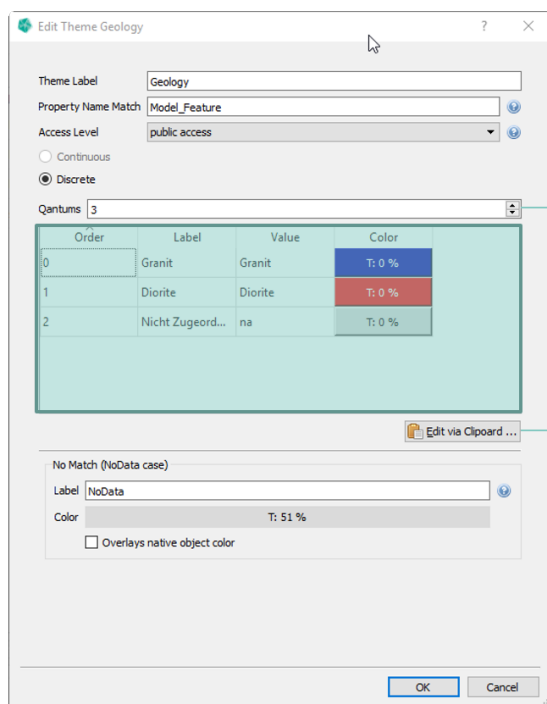 Edit Theme Geology
Theme Label Geology
Property Name Match Model_Feature
Access Level public access
Continuous
Discrete
Qantums 3
Order Label Value Color
0 Granit Granit T: 0 %
1 Diorite Diorite T: 0 %
2 Nicht Zugeord... na T: 0 %
Edit via Clipoard ...
No Match (NoData case)
Label NoData
Color T: 51 %
Overlays native object color
OK Cancel